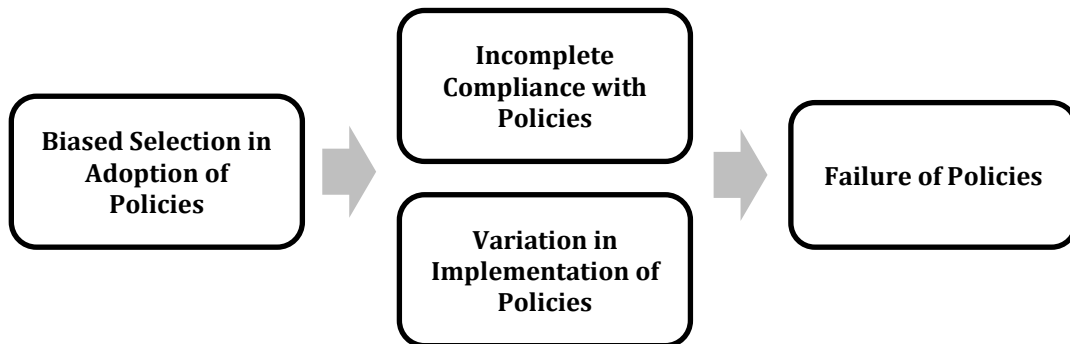 Biased Selection in
Adoption of
Policies
Incomplete
Compliance with
Policies
Variation in
Implementation of
Policies
Failure of Policies